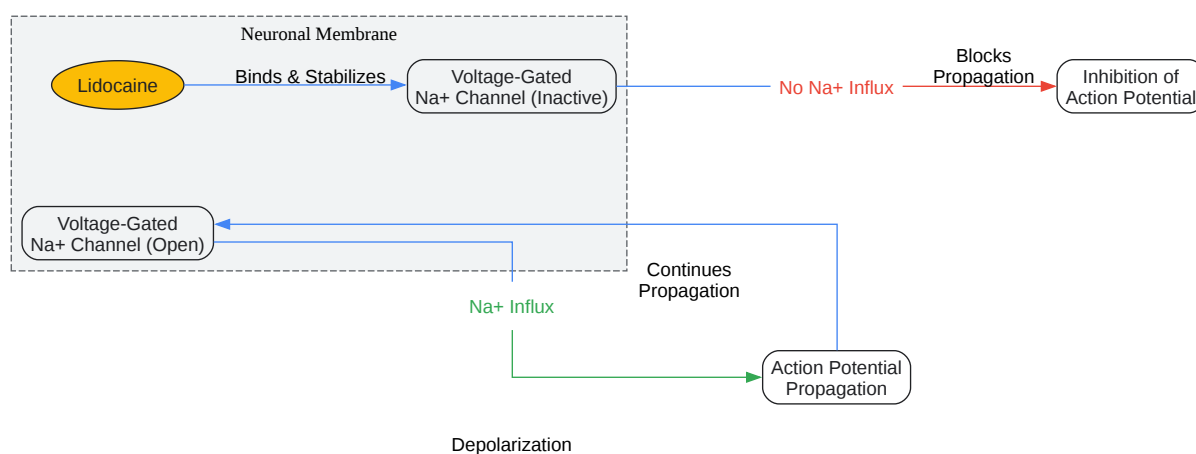 Neuronal Membrane
Lidocaine
Binds & Stabilizes
Voltage-Gated
Na+ Channel (Inactive)
No Na+ Influx
Blocks
Propagation
Inhibition of
Action Potential
Voltage-Gated
Na+ Channel (Open)
Continues
Propagation
Na+ Influx
Action Potential
Propagation
Depolarization